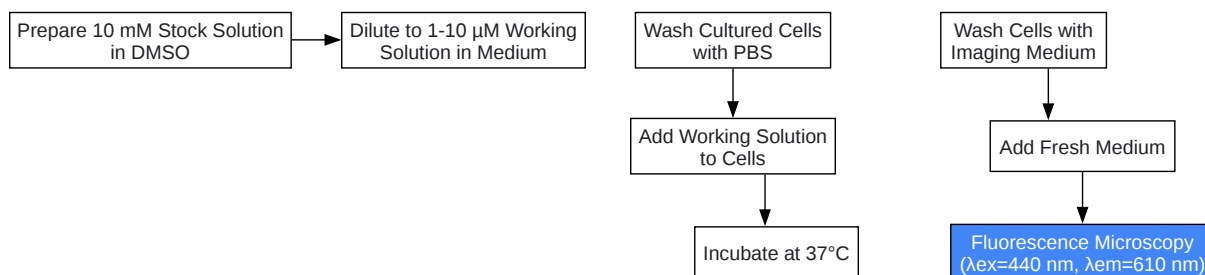 Prepare 10 mM Stock Solution
in DMSO
Dilute to 1-10 µM Working
Solution in Medium
Wash Cultured Cells
with PBS
Add Working Solution
to Cells
Incubate at 37°C
Wash Cells with
Imaging Medium
Add Fresh Medium
Fluorescence Microscopy
(λex=440 nm, λem=610 nm)